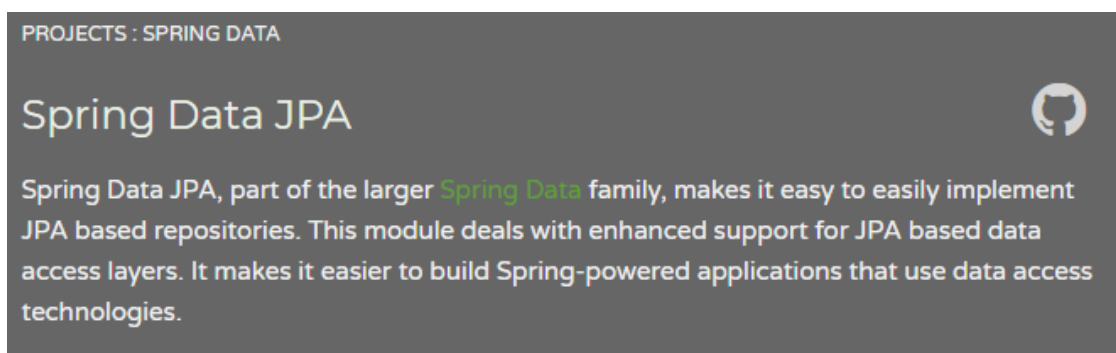 PROJECTS : SPRING DATA
Spring Data JPA
Spring Data JPA, part of the larger Spring Data family, makes it easy to easily implement
JPA based repositories. This module deals with enhanced support for JPA based data
access layers. It makes it easier to build Spring-powered applications that use data access
technologies.